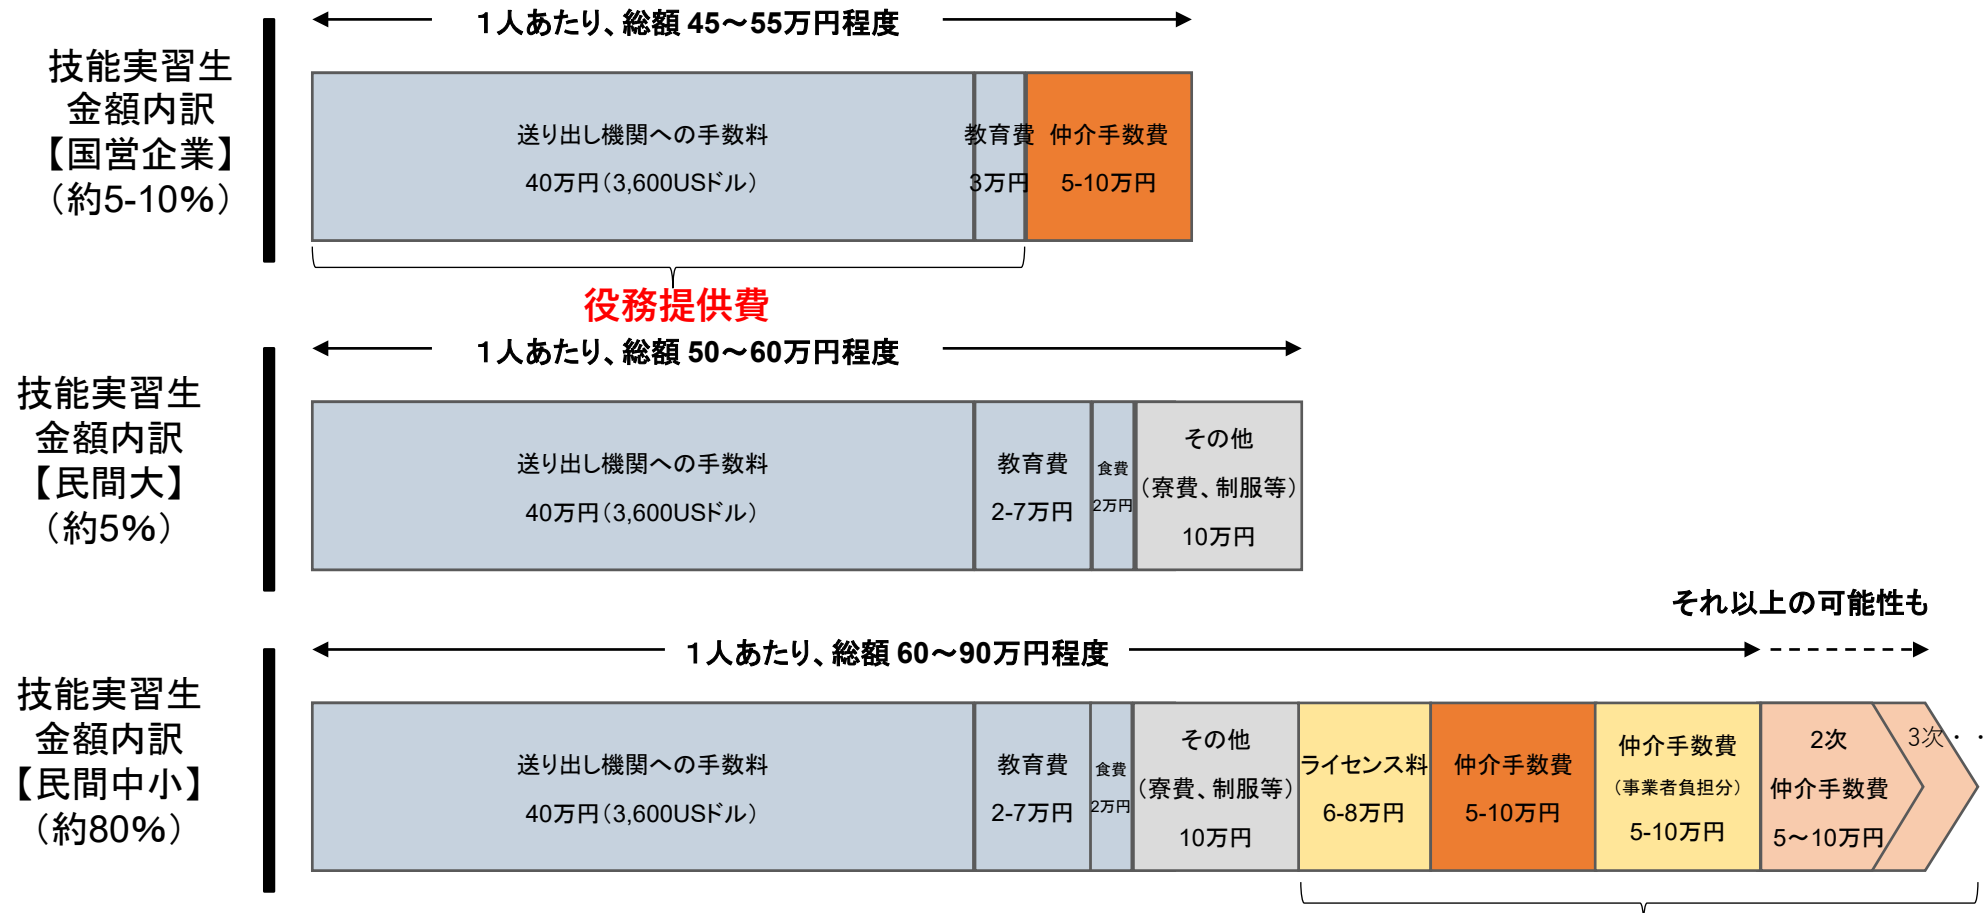 1人あたり、総額 45～55万円程度
技能実習生
金額内訳
【国営企業】
（約5-10%）
送り出し機関への手数料
40万円（3,600USドル）
教育費
3万円
仲介手数費
5-10万円
役務提供費
1人あたり、総額 50～60万円程度
技能実習生
金額内訳
【民間大】
（約5%）
送り出し機関への手数料
40万円（3,600USドル）
教育費
2-7万円
食費
2万円
その他
（寮費、制服等）
10万円
それ以上の可能性も
1人あたり、総額 60～90万円程度
技能実習生
金額内訳
【民間中小】
（約80%）
送り出し機関への手数料
40万円（3,600USドル）
教育費
2-7万円
食費
2万円
その他
（寮費、制服等）
10万円
ライセンス料
6-8万円
仲介手数費
5-10万円
仲介手数費
（事業者負担分）
5-10万円
2次
仲介手数費
5～10万円
3次・・